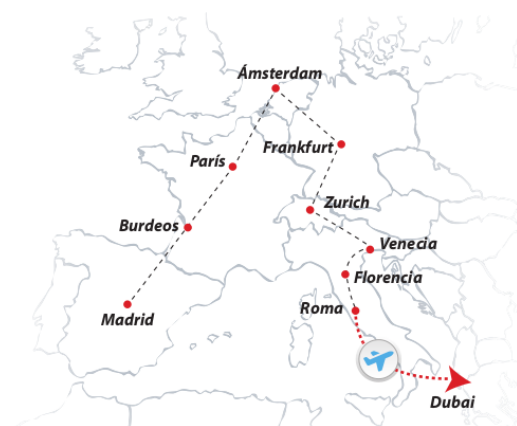 Ámsterdam
Frankfurt
París
Zurich
Burdeos
Venecia
Florencia
Roma
Madrid
Dubai